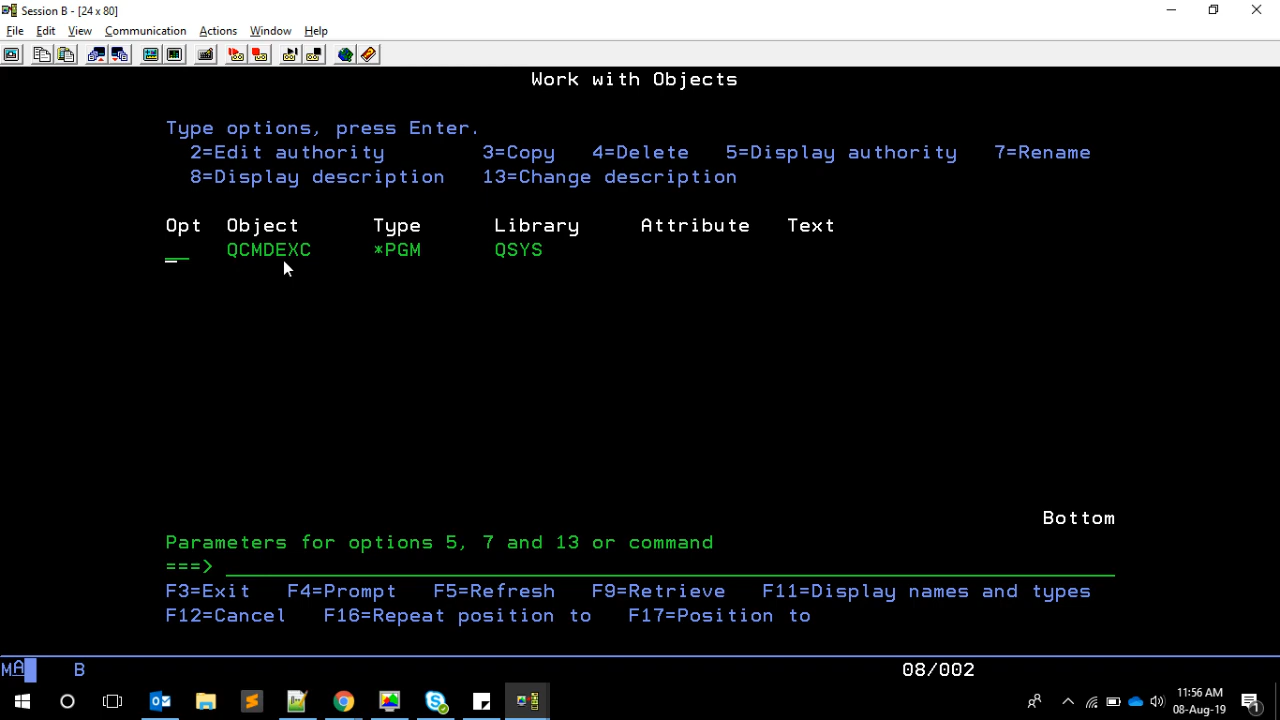 Session B - [24 x 80]
File Edit View Communication Actions Window Help
Work with Objects
Type options, press Enter.
2=Edit authority 3=Copy 4=Delete 5=Display authority 7=Rename
8=Display description 13=Change description
Opt Object Type Library Attribute Text
QCMDEXC *PGM QSYS
Bottom
Parameters for options 5, 7 and 13 or command
===>
F3=Exit F4=Prompt F5=Refresh F9=Retrieve F11=Display names and types
F12=Cancel F16=Repeat position to F17=Position to
MA B 08/002
11:56 AM
08-Aug-19
1